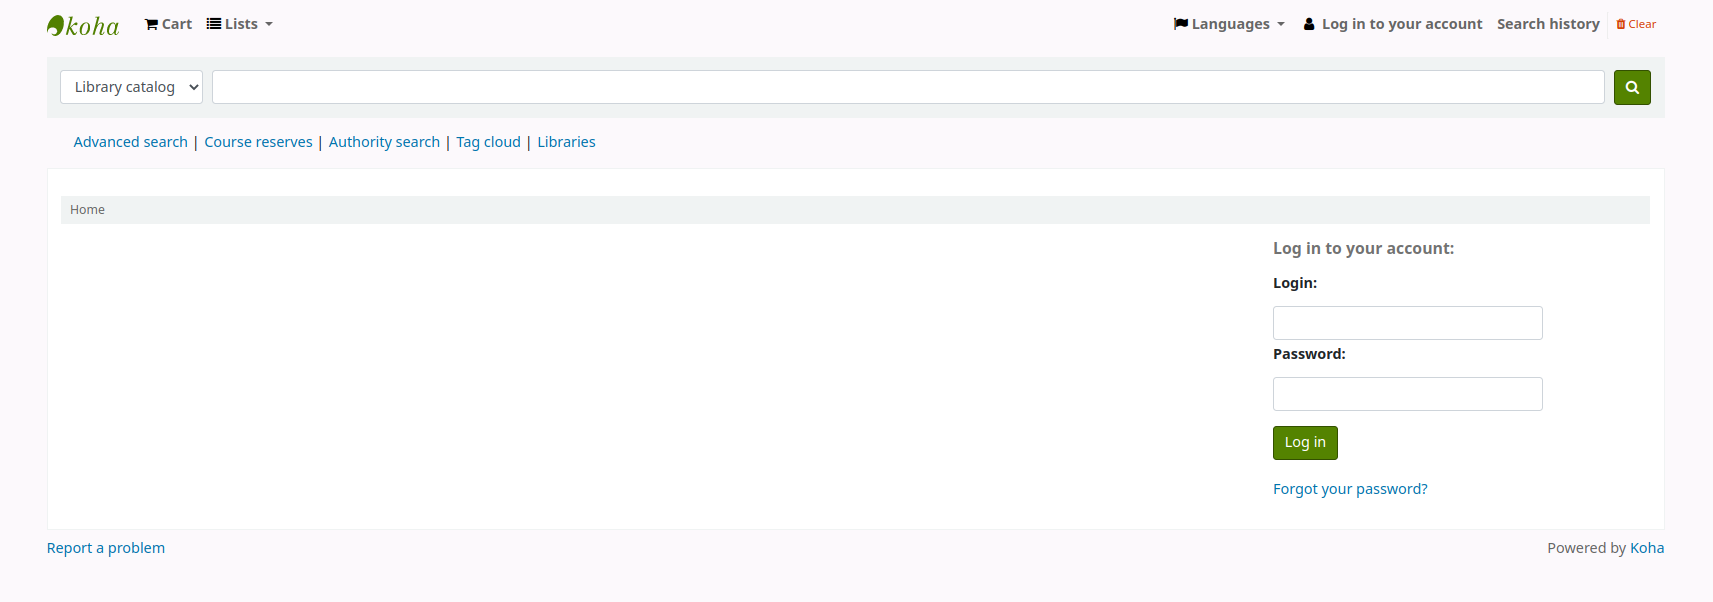 koha Cart Lists Languages Log in to your account Search history Clear
Library catalog
Advanced search | Course reserves | Authority search | Tag cloud | Libraries
Home
Log in to your account:
Login:
Password:
Log in
Forgot your password?
Report a problem Powered by Koha